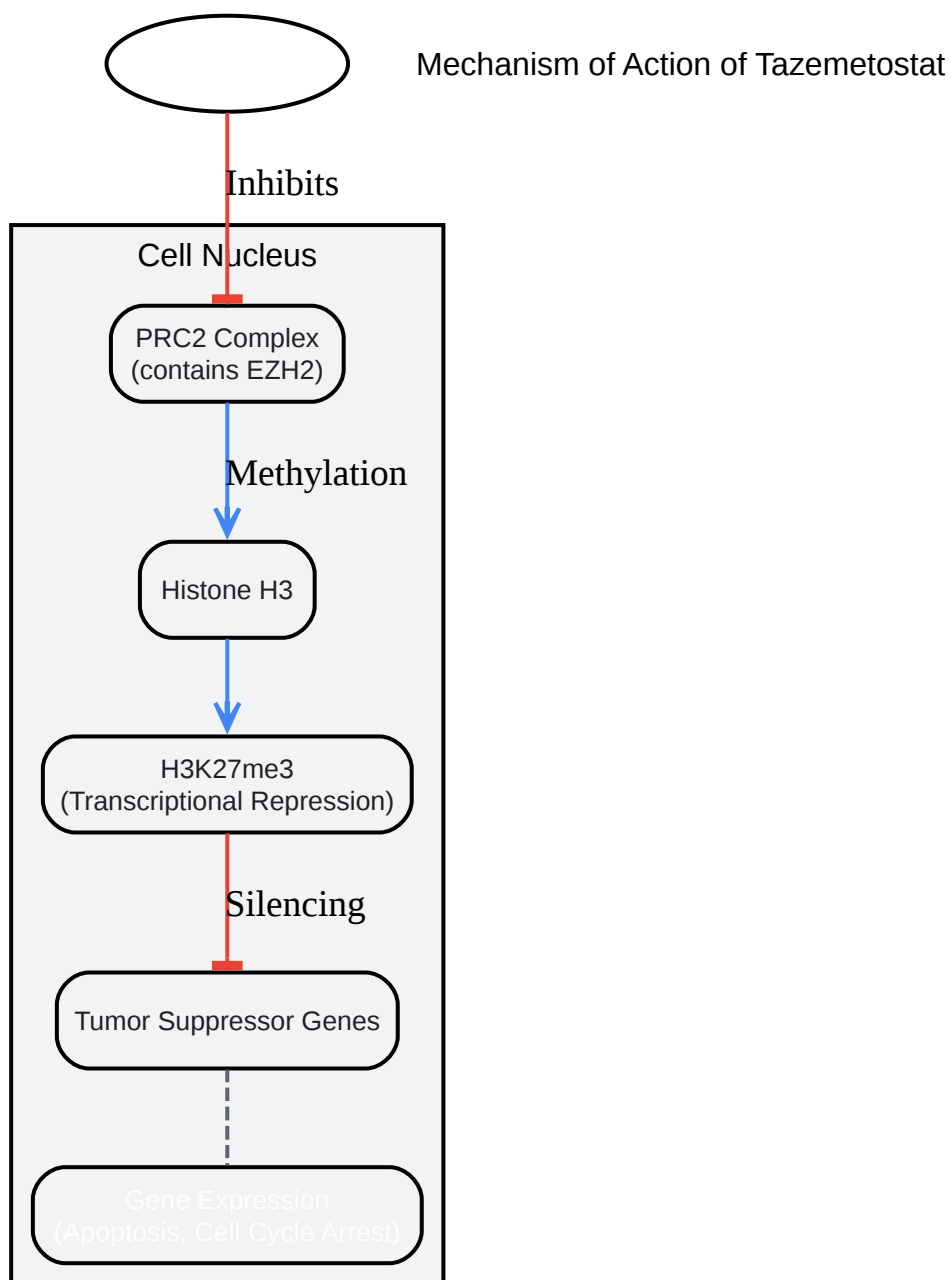 Mechanism of Action of Tazemetostat
Inhibits
Cell Nucleus
PRC2 Complex
(contains EZH2)
Methylation
Histone H3
H3K27me3
(Transcriptional Repression)
Silencing
Tumor Suppressor Genes
Gene Expression
(Apoptosis, Cell Cycle Arrest)